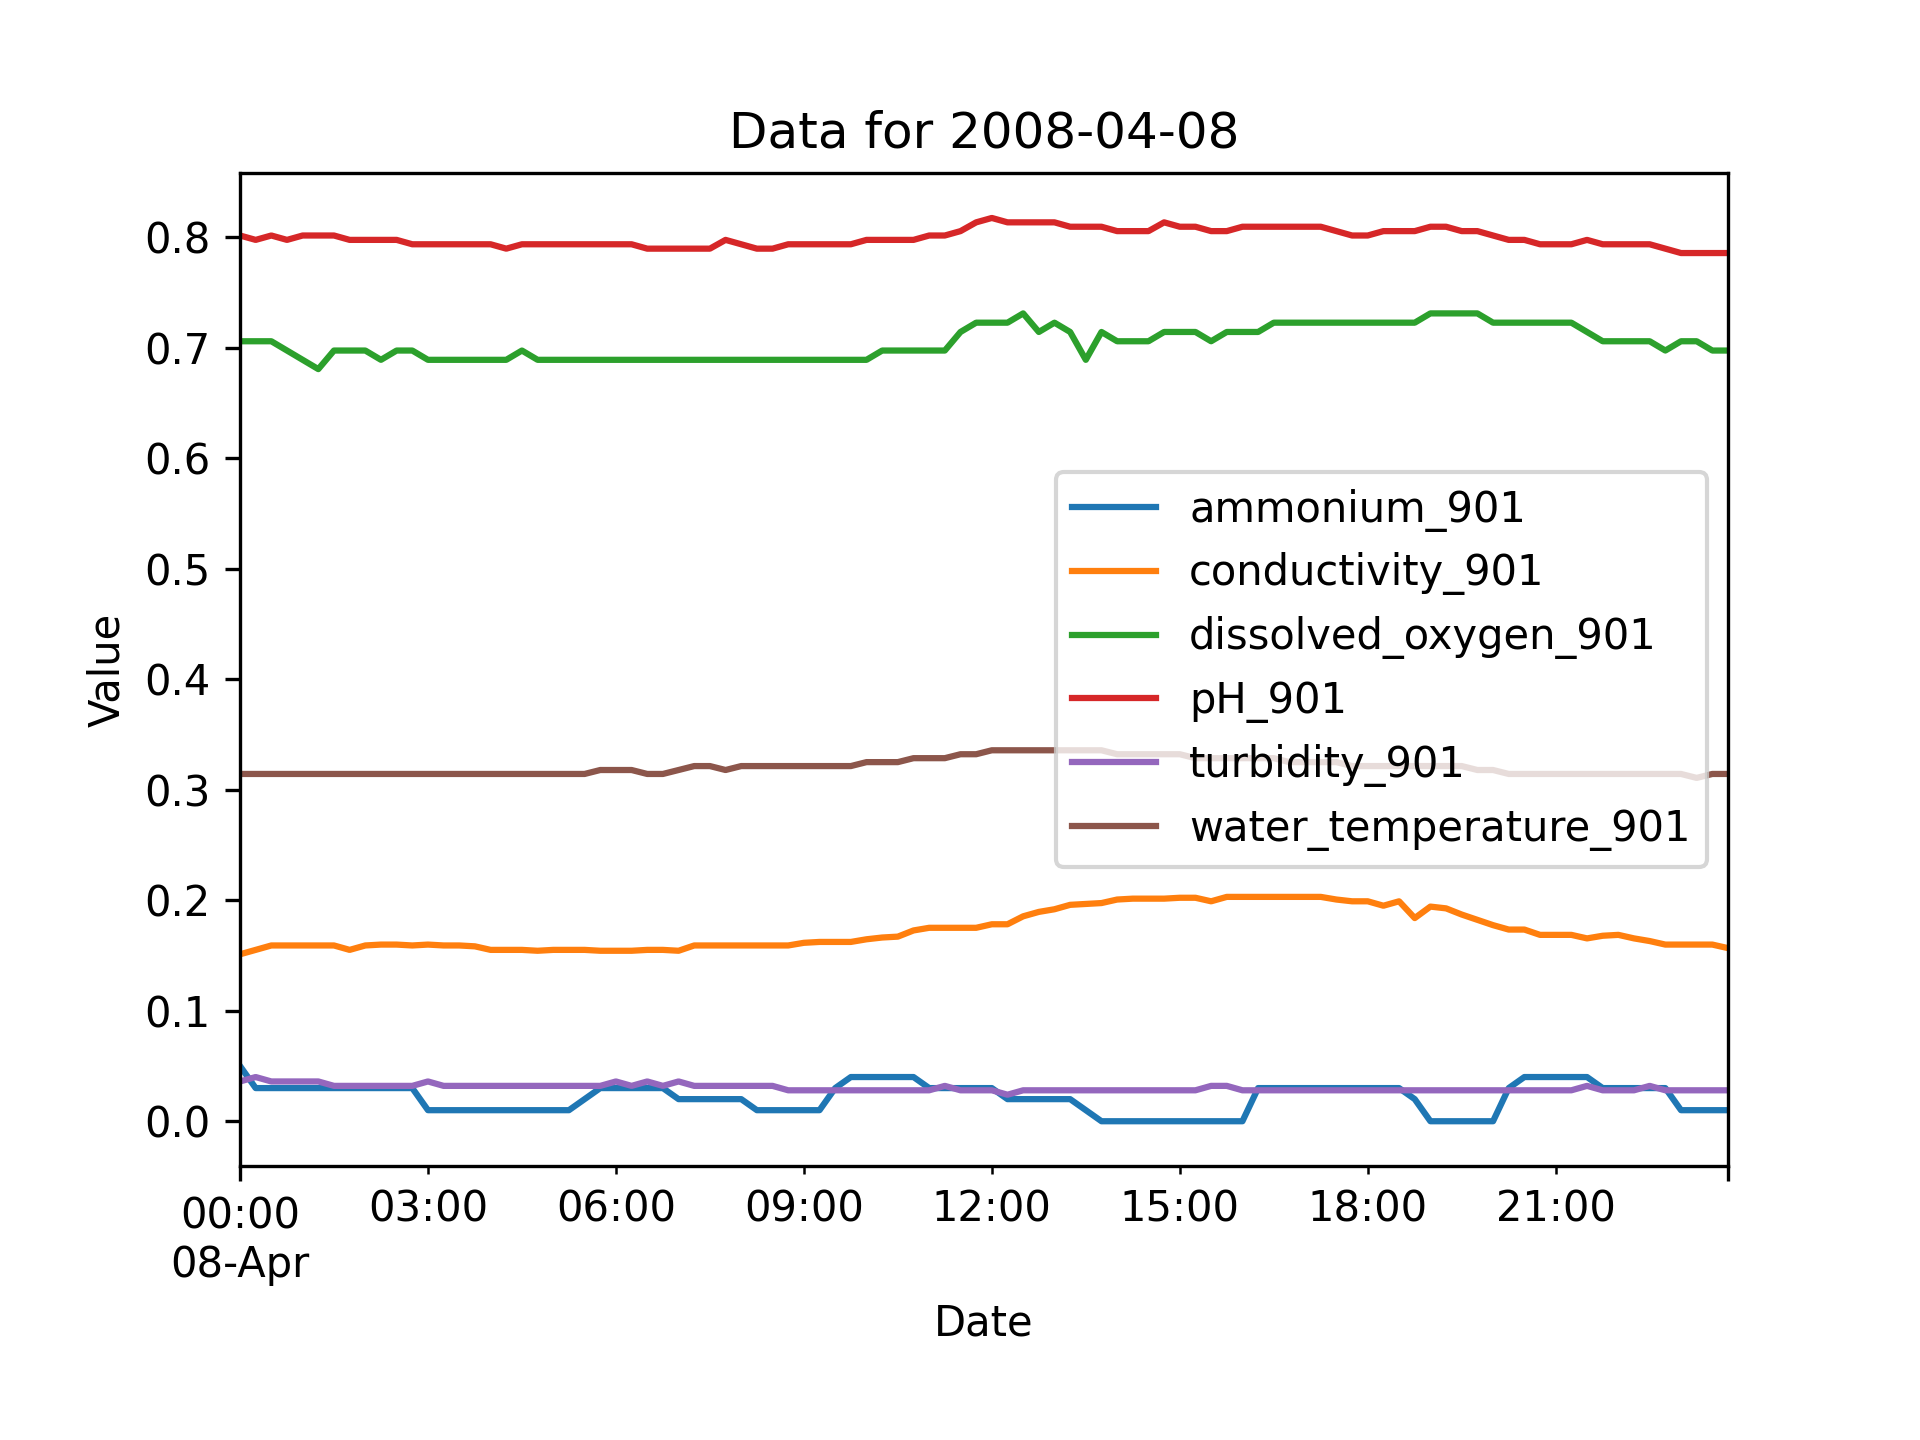 Data for 2008-04-08
0.8
0.7
0.6
0.5
0.4
0.3
0.2
0.1
0.0
Value
ammonium_901
conductivity_901
dissolved_oxygen_901
pH_901
turbidity_901
water_temperature_901
00:00 03:00 06:00 09:00 12:00 15:00 18:00 21:00
08-Apr
Date